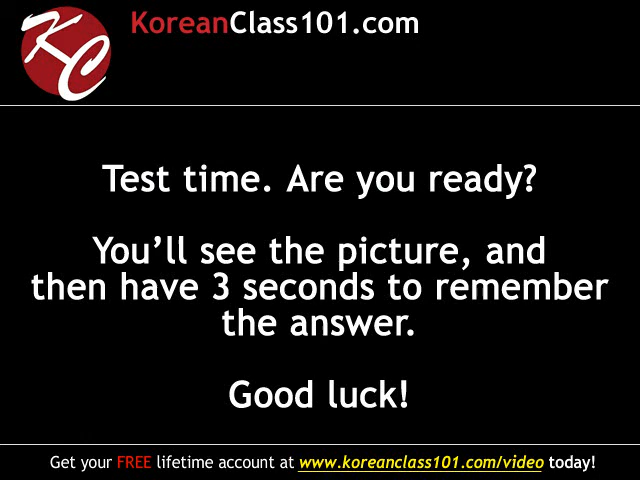 KC
KoreanClass101.com
Test time. Are you ready?
You'll see the picture, and
then have 3 seconds to remember
the answer.
Good luck!
Get your FREE lifetime account at www.koreanclass101.com/video today!